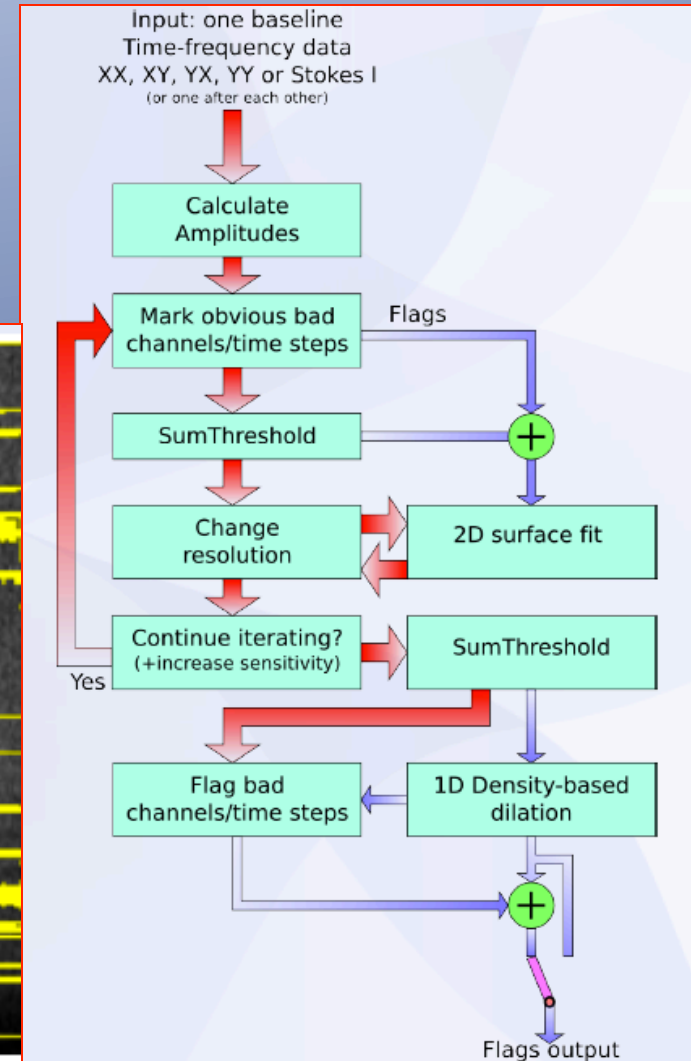 Input: one baseline
Time-frequency data
XX, XY, YX, YY or Stokes I
(or one after each other)
Calculate
Amplitudes
Mark obvious bad
channels/time steps
Flags
SumThreshold
+
Change
resolution
2D surface fit
Continue iterating?
(+increase sensitivity)
SumThreshold
Yes
Flag bad
channels/time steps
1D Density-based
dilation
+
Flags output